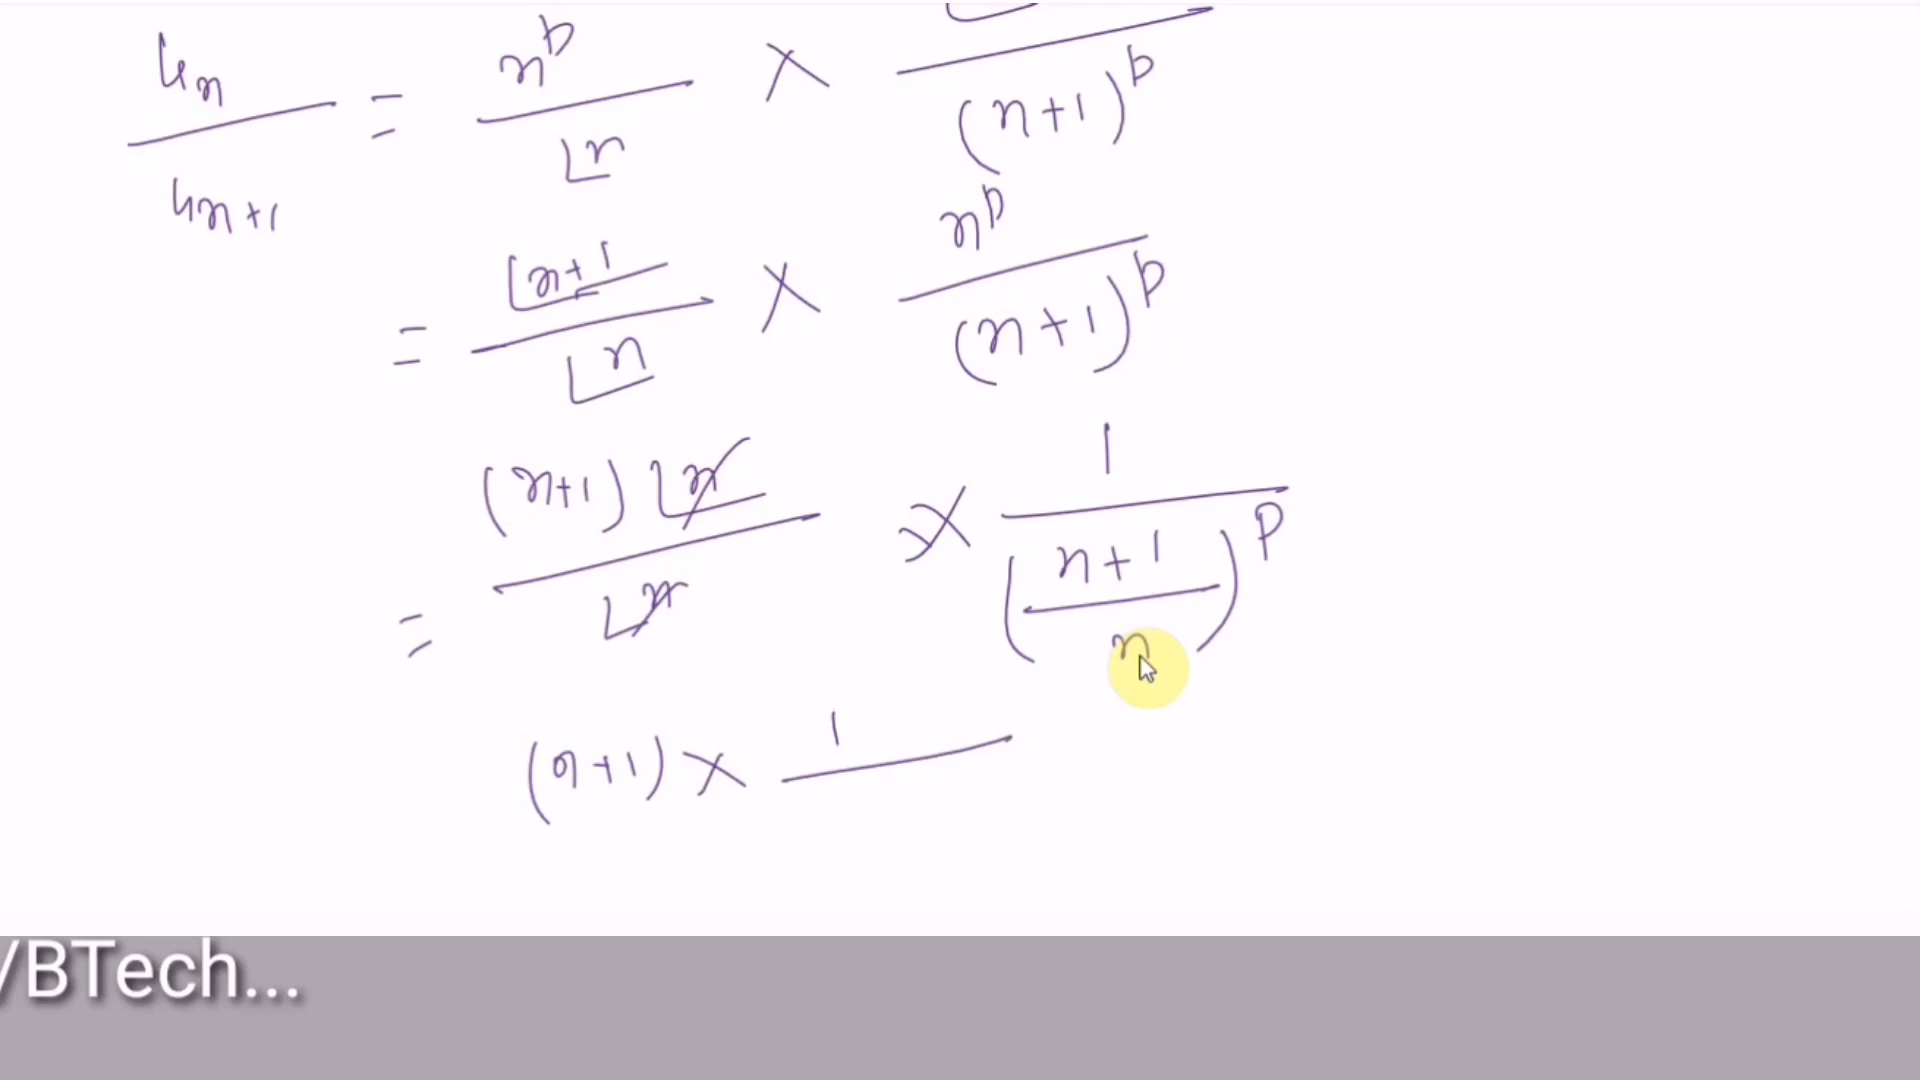 u_n / u_{n+1} = n^p / ⌊n × / (n+1)^p
= ⌊n+1 / ⌊n × n^p / (n+1)^p
= (n+1) ⌊n / ⌊n × 1 / ((n+1)/n)^p
(n+1) × 1 /
/BTech...